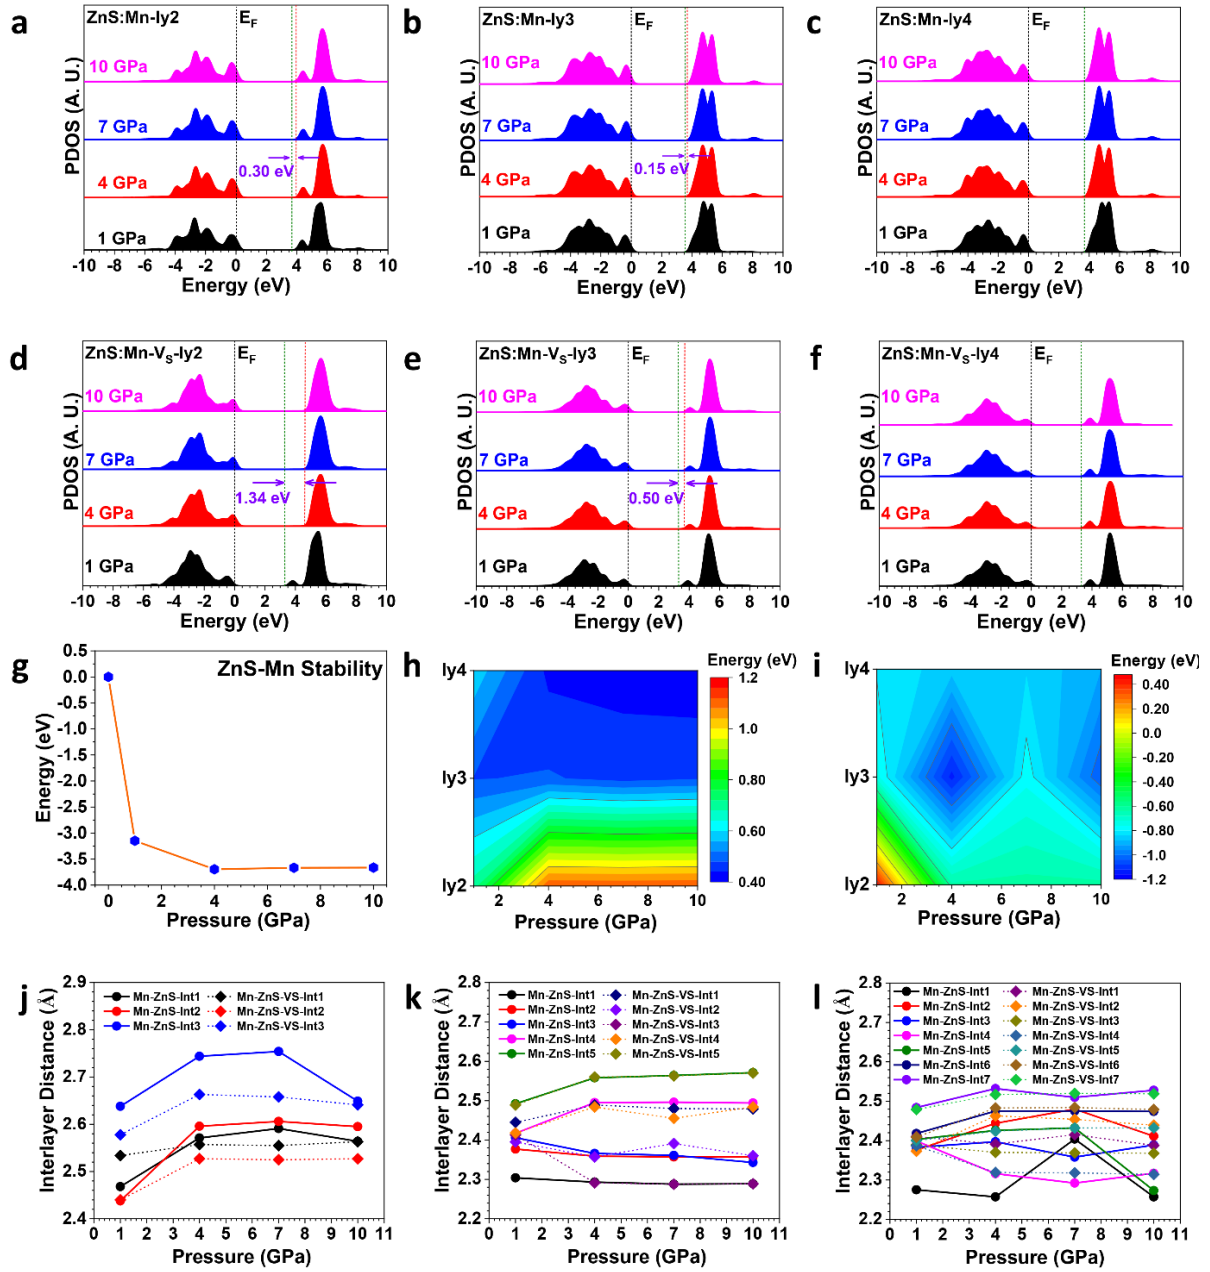 a
ZnS:Mn-ly2
E_F
10 GPa
7 GPa
0.30 eV
4 GPa
1 GPa
PDOS (A. U.)
-10 -8 -6 -4 -2 0 2 4 6 8 10
Energy (eV)
b
ZnS:Mn-ly3
E_F
10 GPa
7 GPa
0.15 eV
4 GPa
1 GPa
PDOS (A. U.)
-10 -8 -6 -4 -2 0 2 4 6 8 10
Energy (eV)
c
ZnS:Mn-ly4
E_F
10 GPa
7 GPa
4 GPa
1 GPa
PDOS (A. U.)
-10 -8 -6 -4 -2 0 2 4 6 8 10
Energy (eV)
d
ZnS:Mn-V_S-ly2
E_F
10 GPa
7 GPa
1.34 eV
4 GPa
1 GPa
PDOS (A. U.)
-10 -8 -6 -4 -2 0 2 4 6 8 10
Energy (eV)
e
ZnS:Mn-V_S-ly3
E_F
10 GPa
7 GPa
0.50 eV
4 GPa
1 GPa
PDOS (A. U.)
-10 -8 -6 -4 -2 0 2 4 6 8 10
Energy (eV)
f
ZnS:Mn-V_S-ly4
E_F
10 GPa
7 GPa
4 GPa
1 GPa
PDOS (A. U.)
-10 -8 -6 -4 -2 0 2 4 6 8 10
Energy (eV)
g
ZnS-Mn Stability
0.5
0.0
-0.5
-1.0
-1.5
-2.0
-2.5
-3.0
-3.5
-4.0
Energy (eV)
0 2 4 6 8 10
Pressure (GPa)
h
ly4
ly3
ly2
2 4 6 8 10
Pressure (GPa)
Energy (eV)
1.2
1.0
0.80
0.60
0.40
i
ly4
ly3
ly2
2 4 6 8 10
Pressure (GPa)
Energy (eV)
0.40
0.20
0.0
-0.20
-0.40
-0.60
-0.80
-1.0
-1.2
j
Mn-ZnS-Int1 Mn-ZnS-VS-Int1
Mn-ZnS-Int2 Mn-ZnS-VS-Int2
Mn-ZnS-Int3 Mn-ZnS-VS-Int3
2.9
2.8
2.7
2.6
2.5
2.4
Interlayer Distance (Å)
0 1 2 3 4 5 6 7 8 9 10 11
Pressure (GPa)
k
Mn-ZnS-Int1 Mn-ZnS-VS-Int1
Mn-ZnS-Int2 Mn-ZnS-VS-Int2
Mn-ZnS-Int3 Mn-ZnS-VS-Int3
Mn-ZnS-Int4 Mn-ZnS-VS-Int4
Mn-ZnS-Int5 Mn-ZnS-VS-Int5
2.8
2.7
2.6
2.5
2.4
2.3
2.2
Interlayer Distance (Å)
0 1 2 3 4 5 6 7 8 9 10 11
Pressure (GPa)
l
Mn-ZnS-Int1 Mn-ZnS-VS-Int1
Mn-ZnS-Int2 Mn-ZnS-VS-Int2
Mn-ZnS-Int3 Mn-ZnS-VS-Int3
Mn-ZnS-Int4 Mn-ZnS-VS-Int4
Mn-ZnS-Int5 Mn-ZnS-VS-Int5
Mn-ZnS-Int6 Mn-ZnS-VS-Int6
Mn-ZnS-Int7 Mn-ZnS-VS-Int7
2.8
2.7
2.6
2.5
2.4
2.3
2.2
Interlayer Distance (Å)
0 1 2 3 4 5 6 7 8 9 10 11
Pressure (GPa)